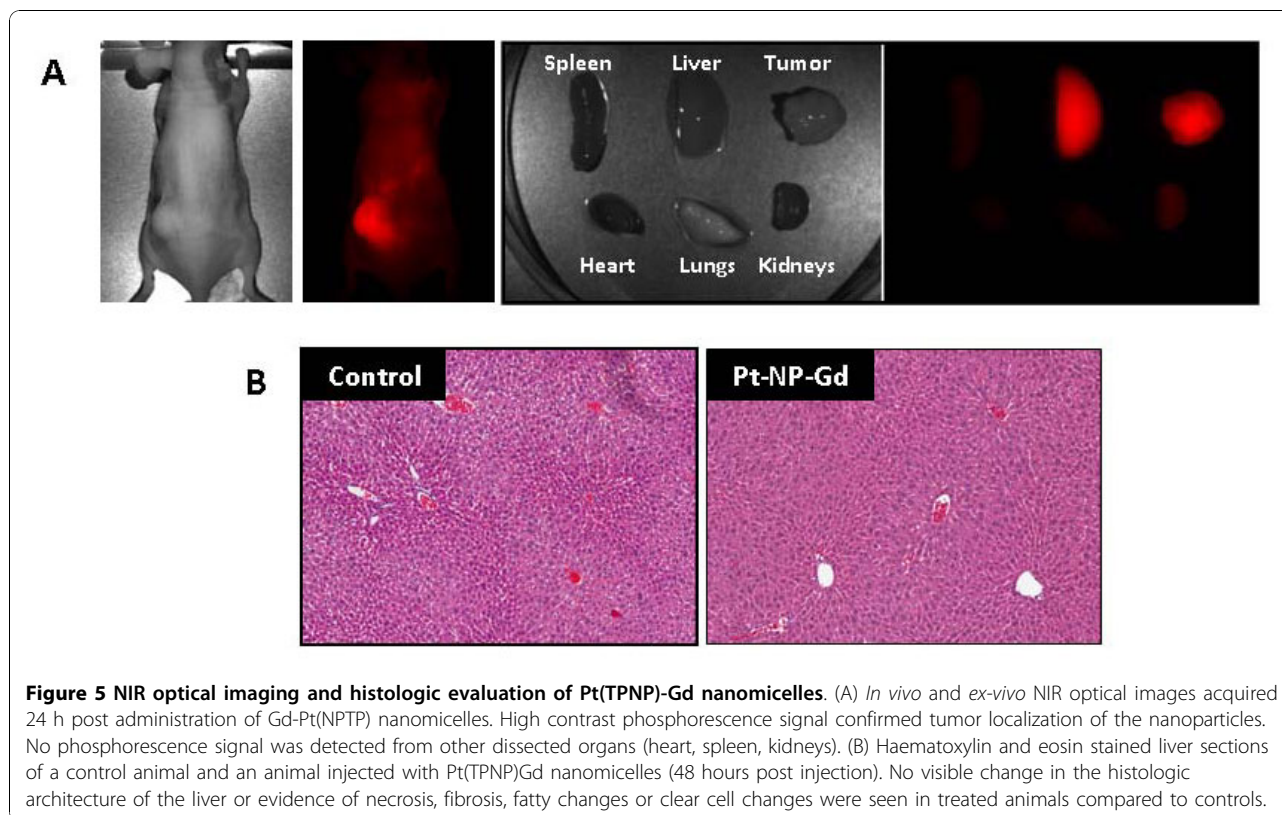 A
Spleen Liver Tumor
Heart Lungs Kidneys
B
Control
Pt-NP-Gd
Figure 5 NIR optical imaging and histologic evaluation of Pt(TPNP)-Gd nanomicelles. (A) In vivo and ex-vivo NIR optical images acquired
24 h post administration of Gd-Pt(NPTP) nanomicelles. High contrast phosphorescence signal confirmed tumor localization of the nanoparticles.
No phosphorescence signal was detected from other dissected organs (heart, spleen, kidneys). (B) Haematoxylin and eosin stained liver sections
of a control animal and an animal injected with Pt(TPNP)Gd nanomicelles (48 hours post injection). No visible change in the histologic
architecture of the liver or evidence of necrosis, fibrosis, fatty changes or clear cell changes were seen in treated animals compared to controls.